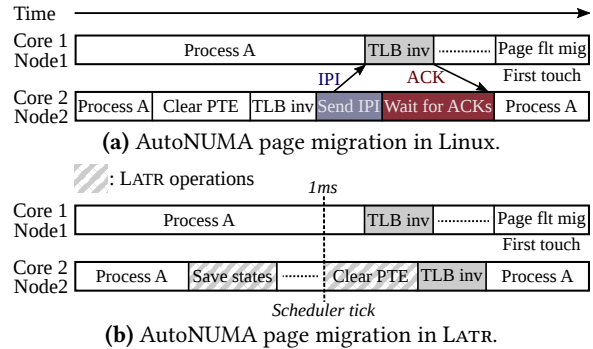 Time
Core 1
Node1
Process A
TLB inv
Page flt mig
IPI
ACK
First touch
Core 2
Node2
Process A
Clear PTE
TLB inv
Send IPI
Wait for ACKs
Process A
(a) AutoNUMA page migration in Linux.
: LATR operations
1ms
Core 1
Node1
Process A
TLB inv
Page flt mig
First touch
Core 2
Node2
Process A
Save states
Clear PTE
TLB inv
Process A
Scheduler tick
(b) AutoNUMA page migration in LATR.